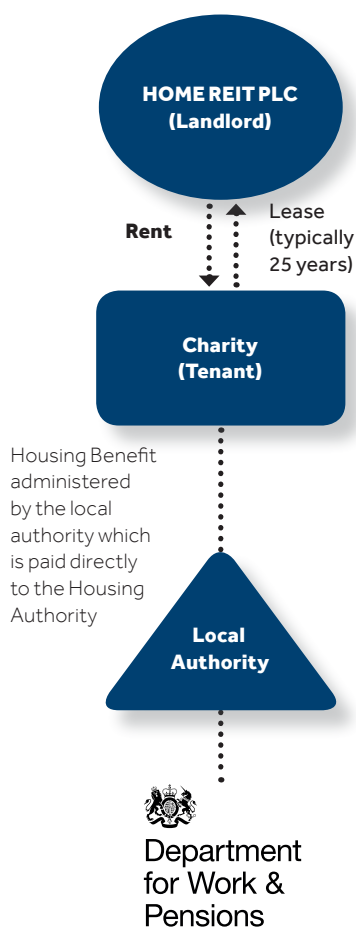 HOME REIT PLC
(Landlord)
Rent
Lease
(typically
25 years)
Charity
(Tenant)
Housing Benefit
administered
by the local
authority which
is paid directly
to the Housing
Authority
Local
Authority
Department
for Work &
Pensions